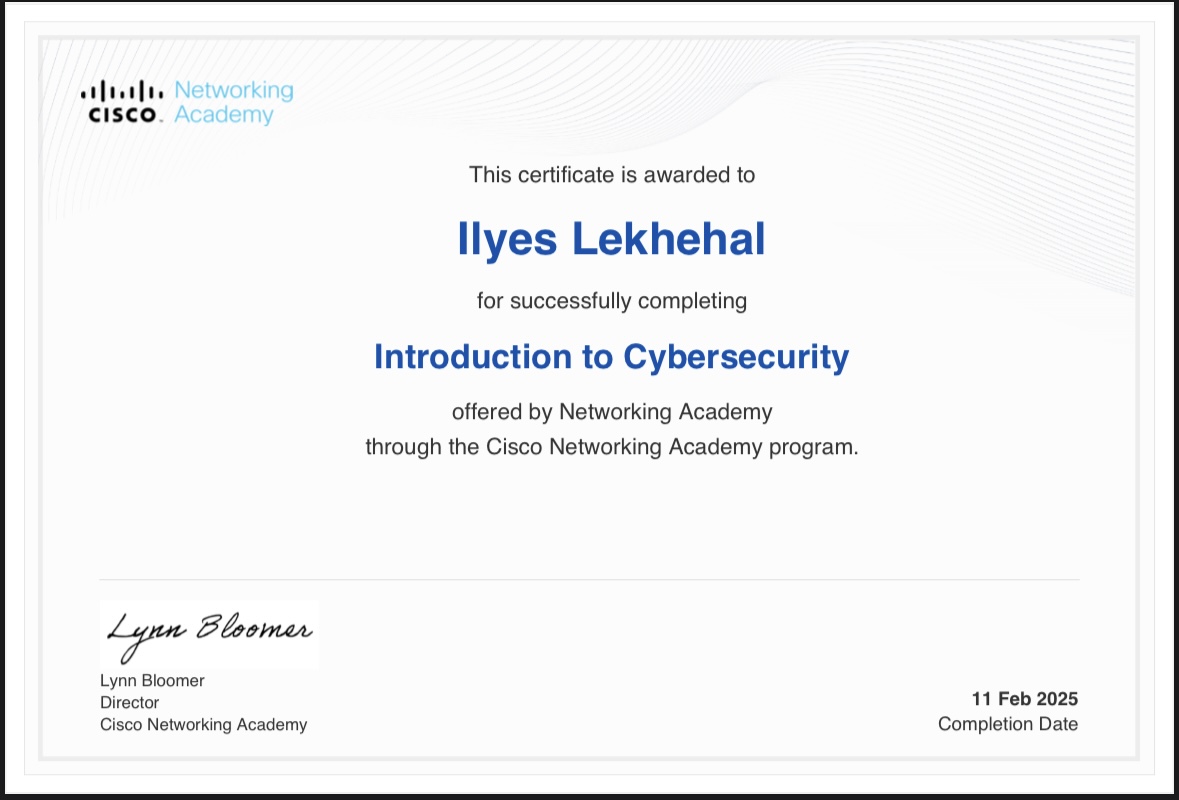 cisco. Networking
Academy
This certificate is awarded to
Ilyes Lekhehal
for successfully completing
Introduction to Cybersecurity
offered by Networking Academy
through the Cisco Networking Academy program.
Lynn Bloomer
Lynn Bloomer
Director
Cisco Networking Academy
11 Feb 2025
Completion Date